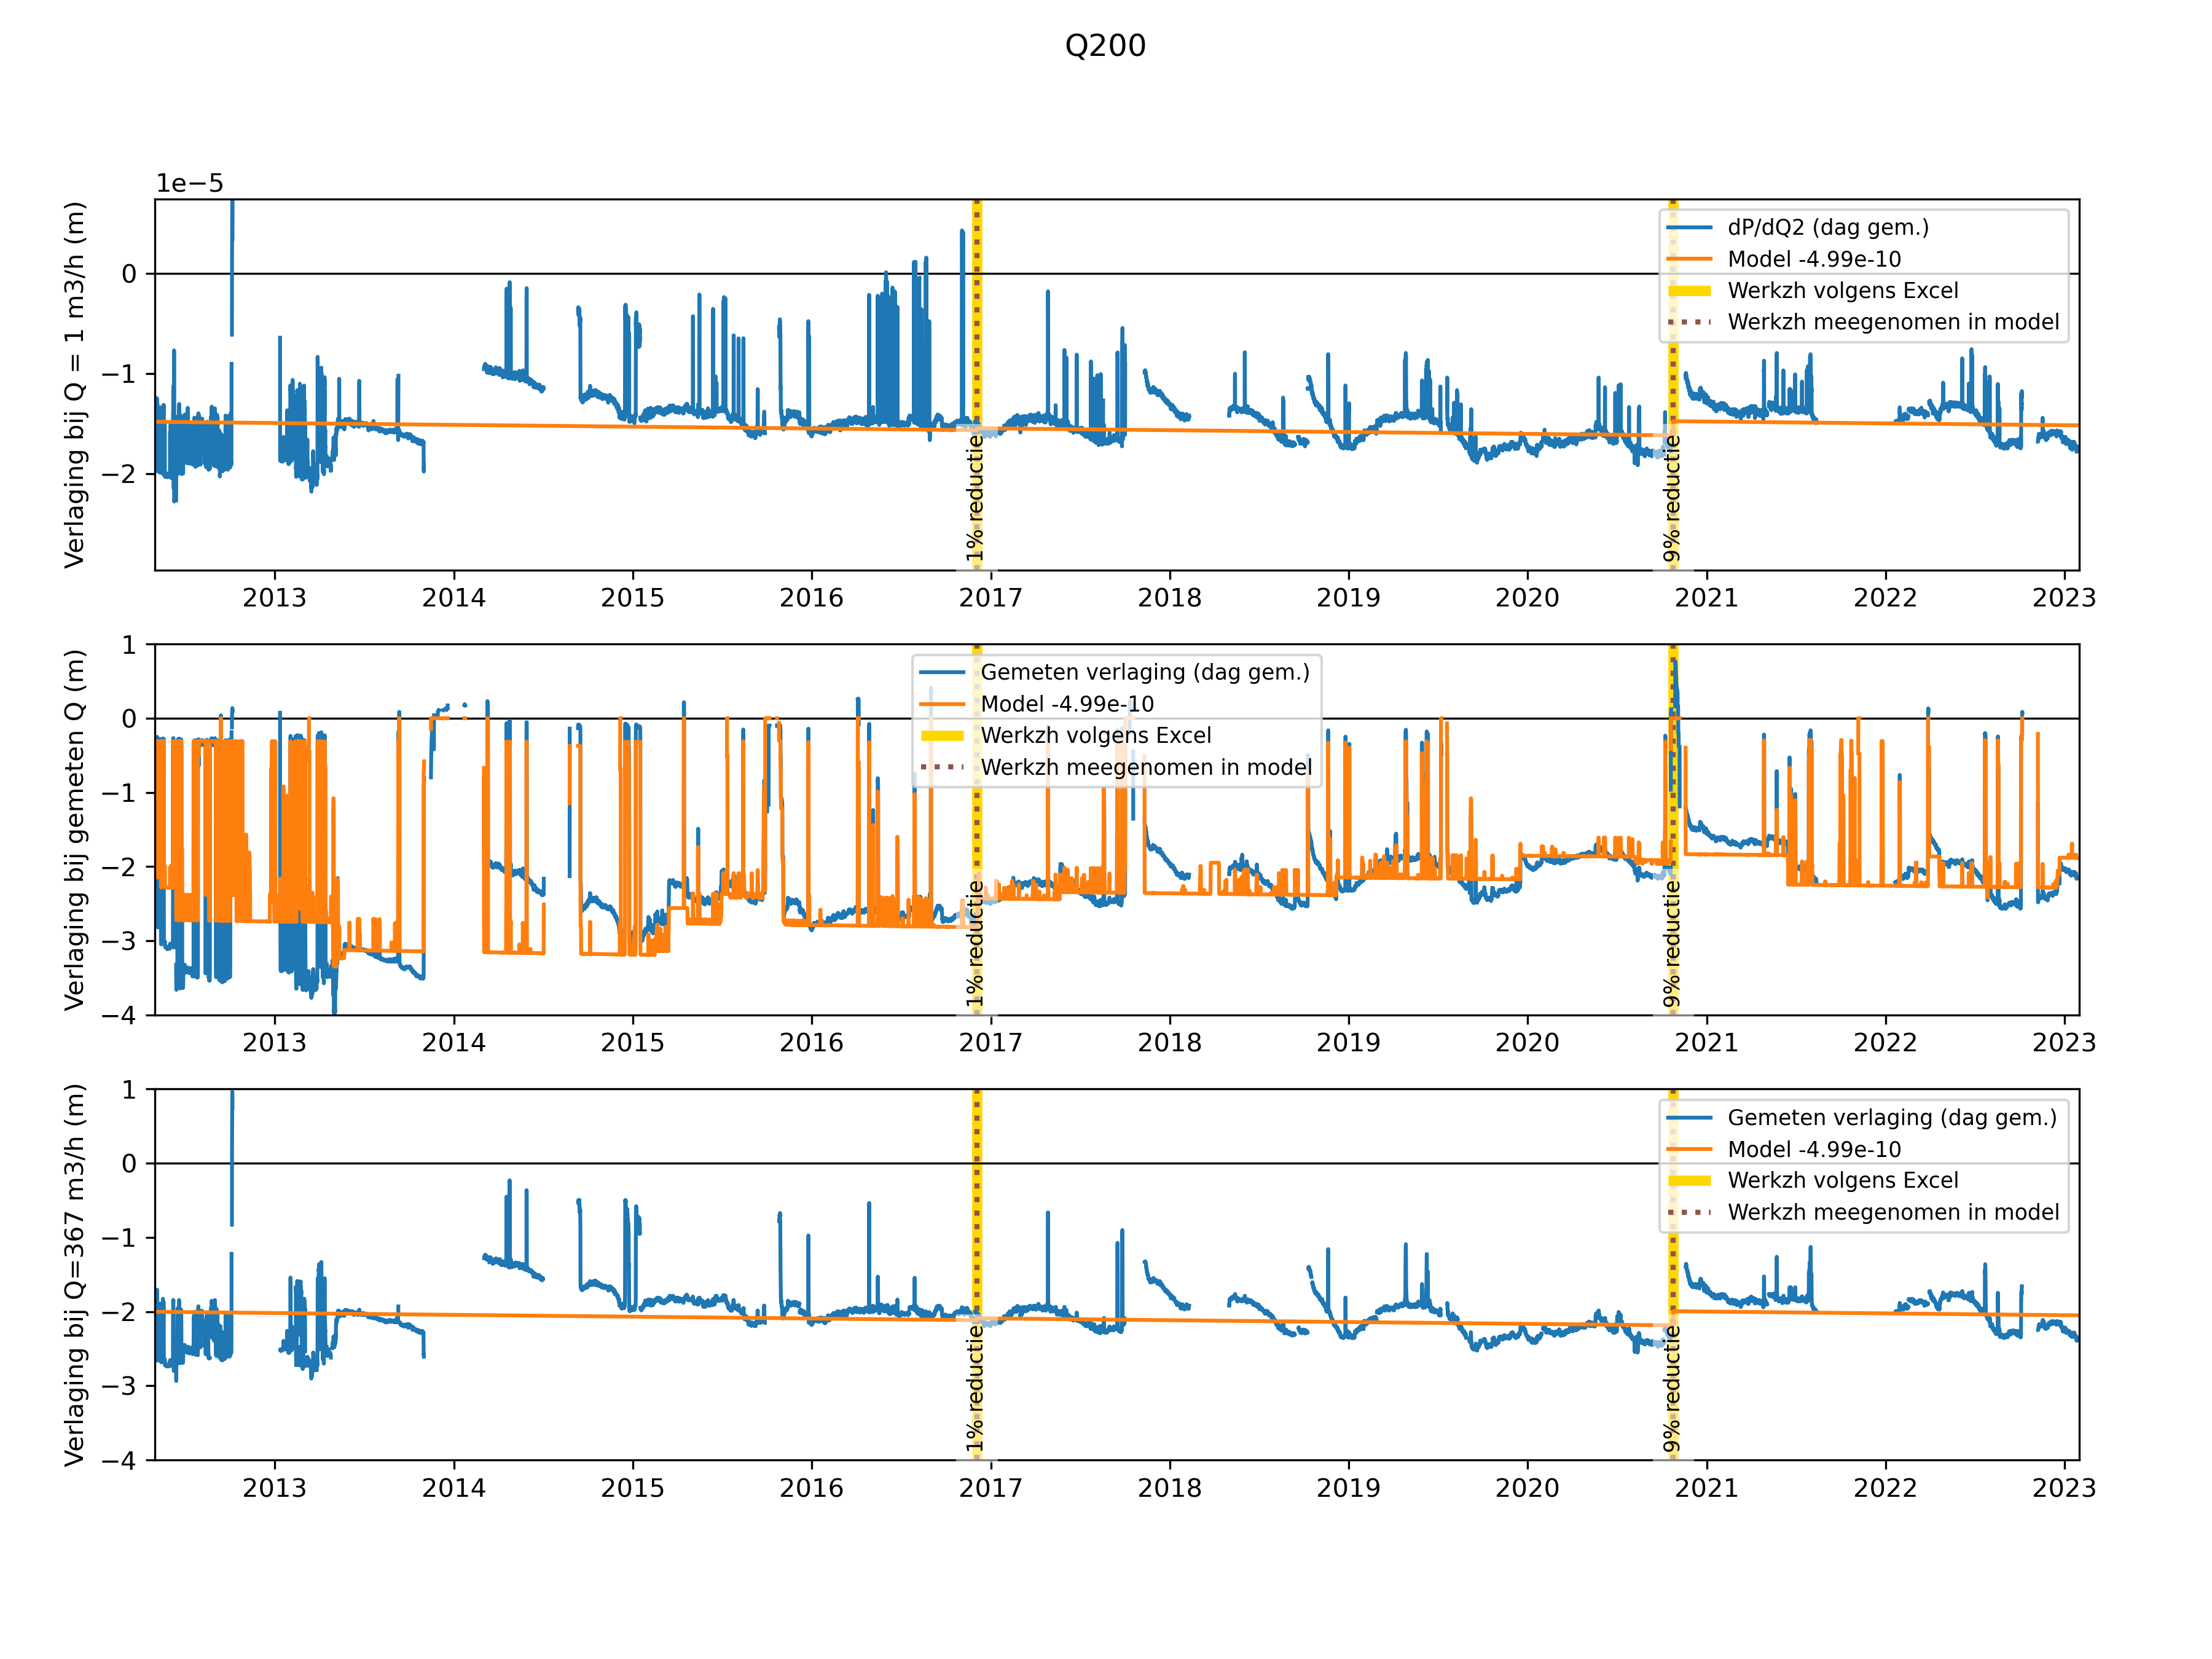 Q200
1e−5
Verlaging bij Q = 1 m3/h (m)
0
−1
−2
dP/dQ2 (dag gem.)
Model -4.99e-10
Werkzh volgens Excel
Werkzh meegenomen in model
1% reductie
9% reductie
2013 2014 2015 2016 2017 2018 2019 2020 2021 2022 2023
Verlaging bij gemeten Q (m)
1
0
−1
−2
−3
−4
Gemeten verlaging (dag gem.)
Model -4.99e-10
Werkzh volgens Excel
Werkzh meegenomen in model
1% reductie
9% reductie
2013 2014 2015 2016 2017 2018 2019 2020 2021 2022 2023
Verlaging bij Q=367 m3/h (m)
1
0
−1
−2
−3
−4
Gemeten verlaging (dag gem.)
Model -4.99e-10
Werkzh volgens Excel
Werkzh meegenomen in model
1% reductie
9% reductie
2013 2014 2015 2016 2017 2018 2019 2020 2021 2022 2023